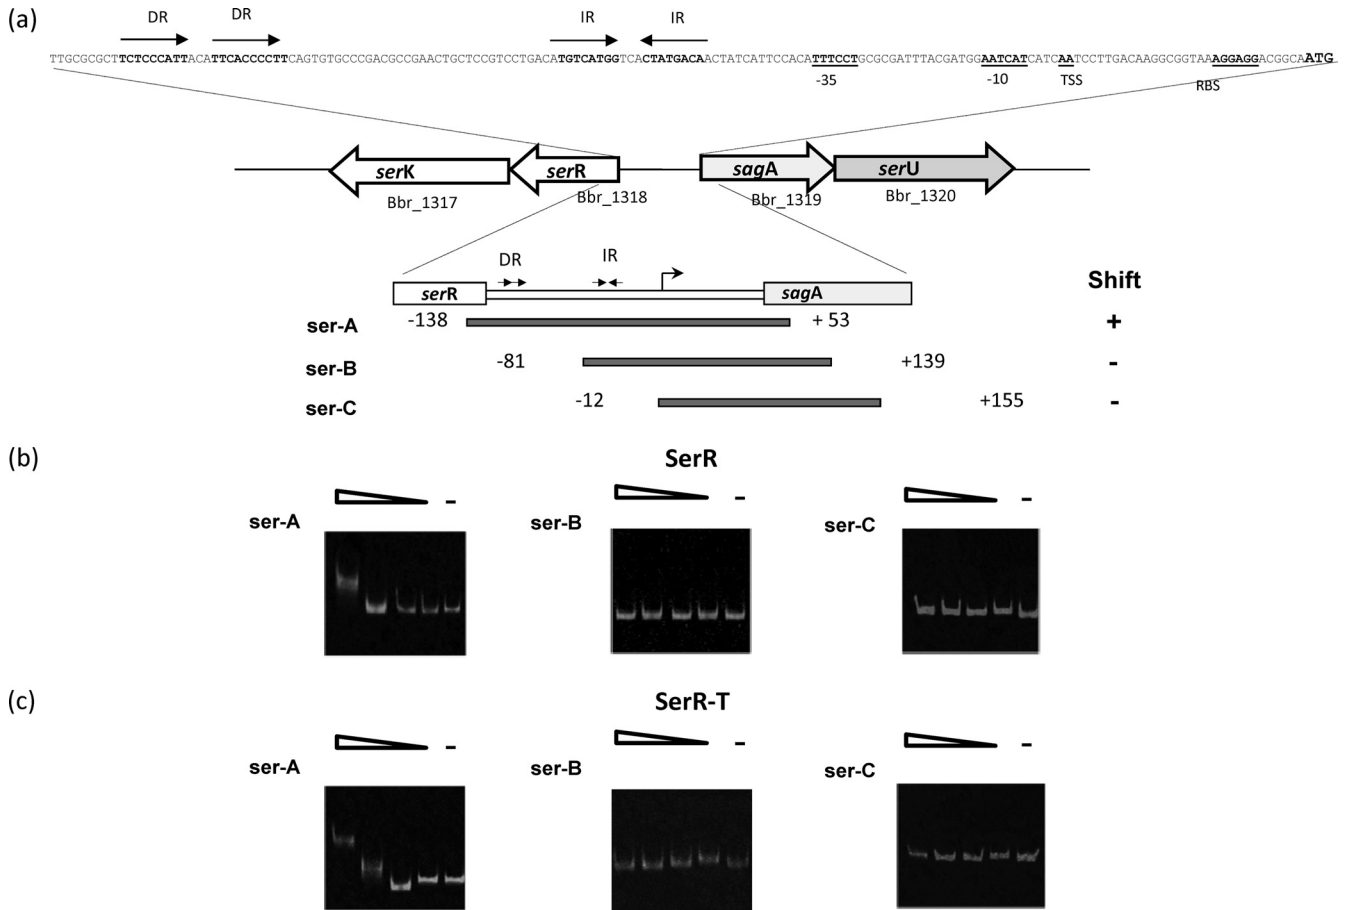 (a)
DR DR IR IR
TTGCGCGCTTCTCCCATTACATTCACCCCTTCAGTGTGCCCGACGCCGAACTGCTCCGTCCTGACATGTCATGGTCACTATGACAACTATCATTCCACATTTCCTGCGCGATTTACGATGGAATCATCATCAATCCTTGACAAGGCGGTAAAGGAGGACGGCAATG
-35 -10 TSS RBS
serK serR sagA serU
Bbr_1317 Bbr_1318 Bbr_1319 Bbr_1320
DR IR
serR sagA Shift
ser-A -138 + 53 +
ser-B -81 +139 -
ser-C -12 +155 -
(b) SerR
ser-A – ser-B – ser-C –
(c) SerR-T
ser-A – ser-B – ser-C –